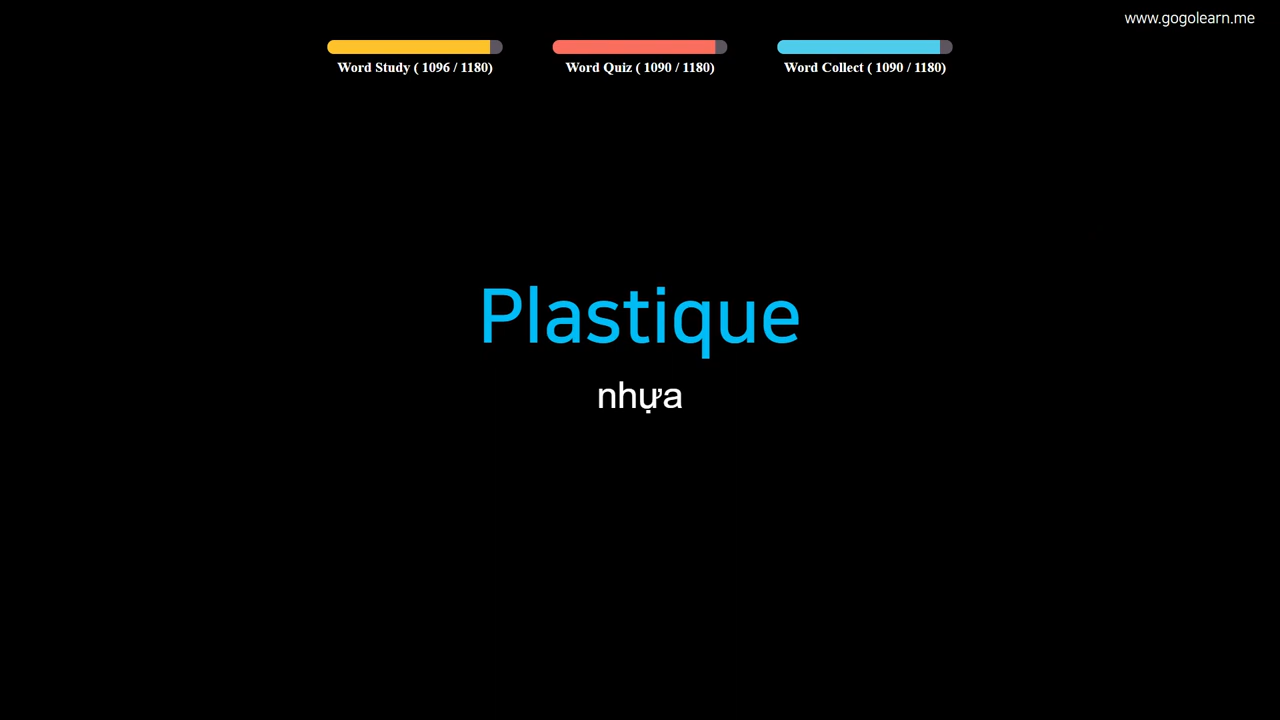 www.gogolearn.me
Word Study ( 1096 / 1180)
Word Quiz ( 1090 / 1180)
Word Collect ( 1090 / 1180)
Plastique
nhựa